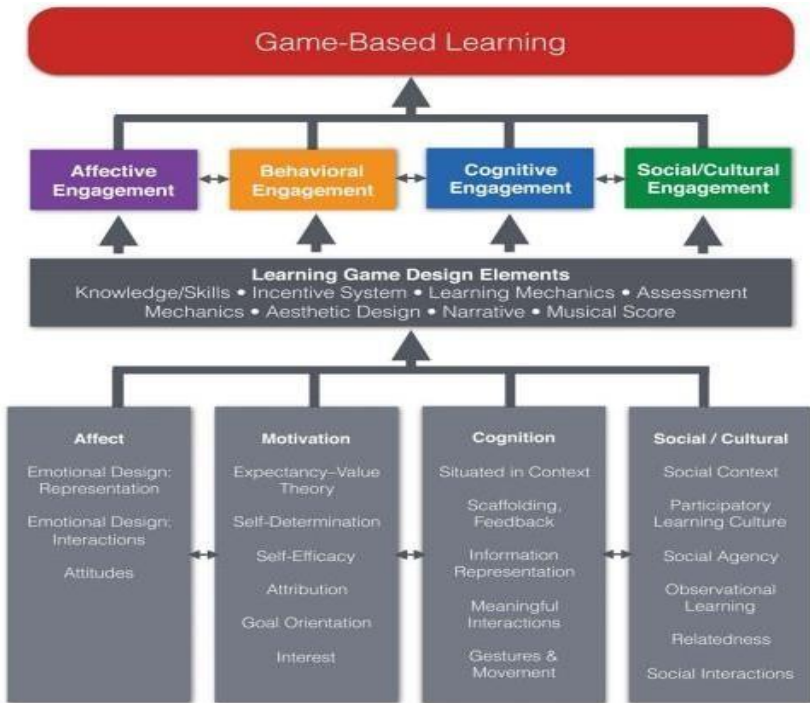 Game-Based Learning
Affective
Engagement
Behavioral
Engagement
Cognitive
Engagement
Social/Cultural
Engagement
Learning Game Design Elements
Knowledge/Skills • Incentive System • Learning Mechanics • Assessment
Mechanics • Aesthetic Design • Narrative • Musical Score
Affect
Emotional Design:
Representation
Emotional Design:
Interactions
Attitudes
Motivation
Expectancy–Value
Theory
Self-Determination
Self-Efficacy
Attribution
Goal Orientation
Interest
Cognition
Situated in Context
Scaffolding,
Feedback
Information
Representation
Meaningful
Interactions
Gestures &
Movement
Social / Cultural
Social Context
Participatory
Learning Culture
Social Agency
Observational
Learning
Relatedness
Social Interactions